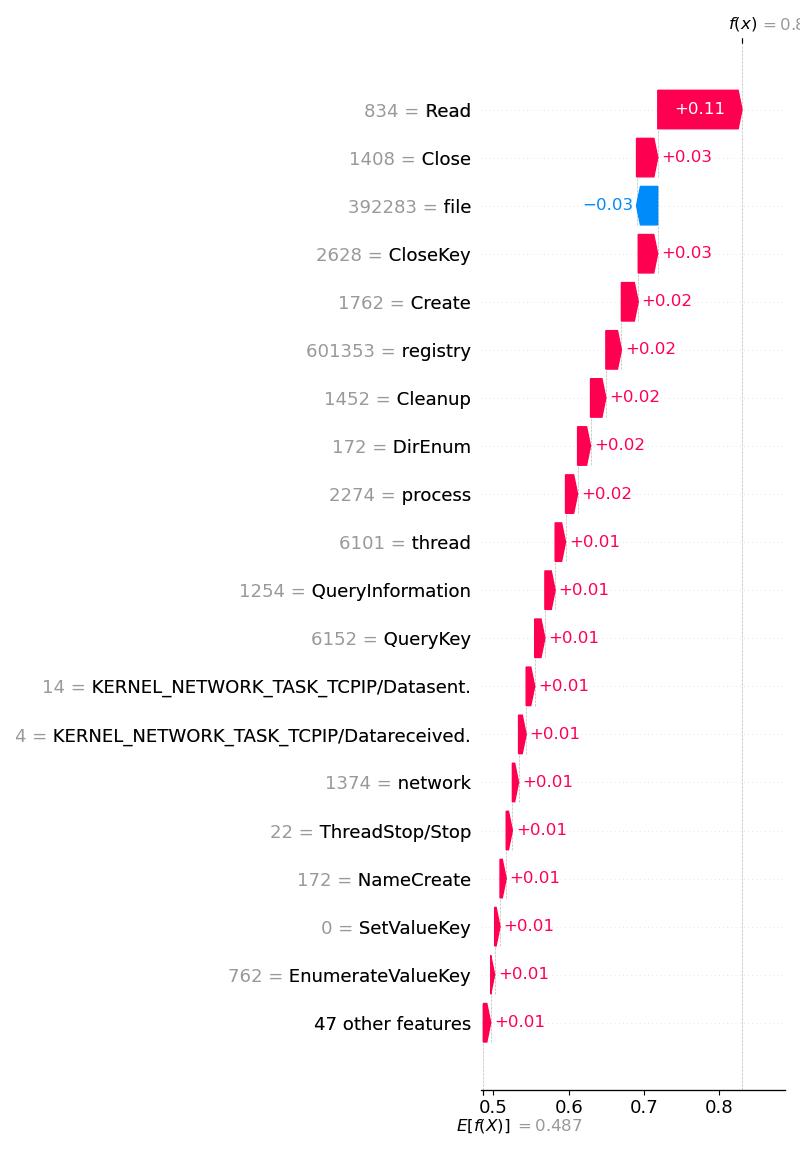 f(x) = 0.8
834 = Read +0.11
1408 = Close +0.03
392283 = file −0.03
2628 = CloseKey +0.03
1762 = Create +0.02
601353 = registry +0.02
1452 = Cleanup +0.02
172 = DirEnum +0.02
2274 = process +0.02
6101 = thread +0.01
1254 = QueryInformation +0.01
6152 = QueryKey +0.01
14 = KERNEL_NETWORK_TASK_TCPIP/Datasent. +0.01
4 = KERNEL_NETWORK_TASK_TCPIP/Datareceived. +0.01
1374 = network +0.01
22 = ThreadStop/Stop +0.01
172 = NameCreate +0.01
0 = SetValueKey +0.01
762 = EnumerateValueKey +0.01
47 other features +0.01
0.5 0.6 0.7 0.8
E[f(X)] = 0.487